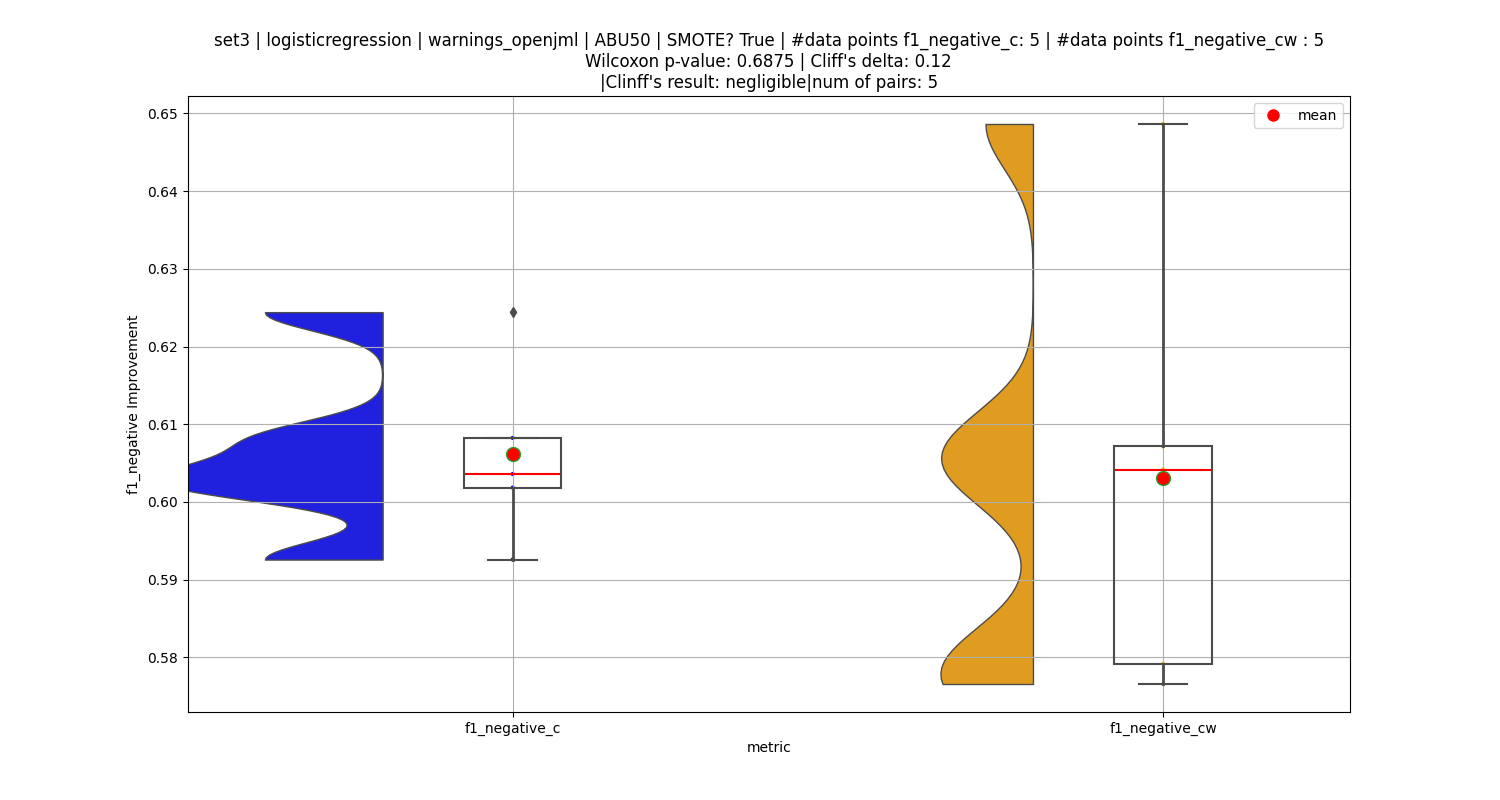 set3 | logisticregression | warnings_openjml | ABU50 | SMOTE? True | #data points f1_negative_c: 5 | #data points f1_negative_cw : 5
Wilcoxon p-value: 0.6875 | Cliff's delta: 0.12
|Clinff's result: negligible|num of pairs: 5
mean
0.65
0.64
0.63
0.62
0.61
0.60
0.59
0.58
f1_negative Improvement
f1_negative_c
f1_negative_cw
metric